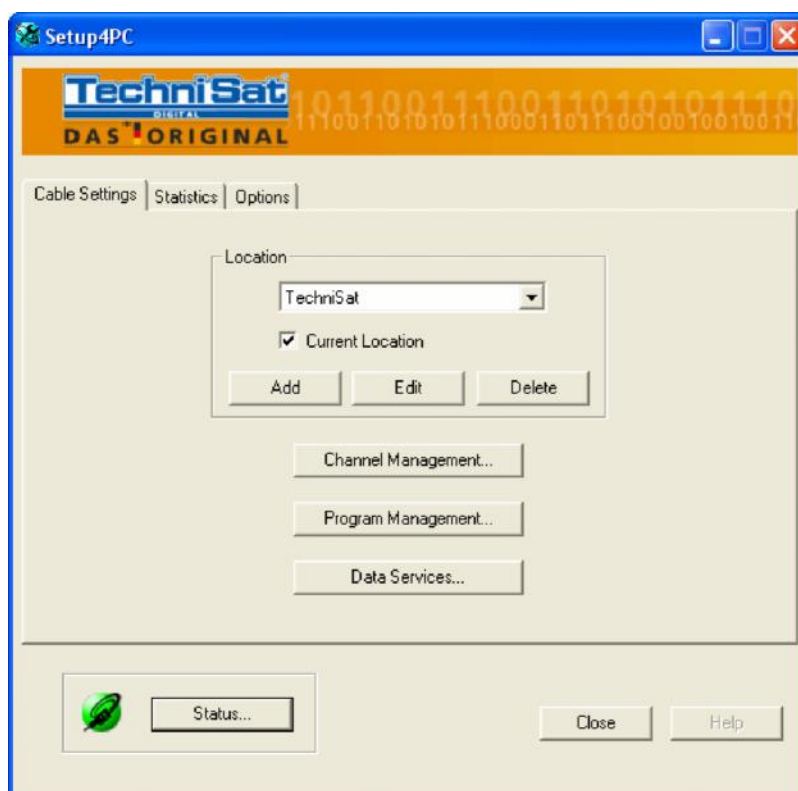 Setup4PC
TechniSat
DIGITAL
DAS ORIGINAL
Cable Settings Statistics Options
Location
TechniSat
Current Location
Add Edit Delete
Channel Management...
Program Management...
Data Services...
Status...
Close Help